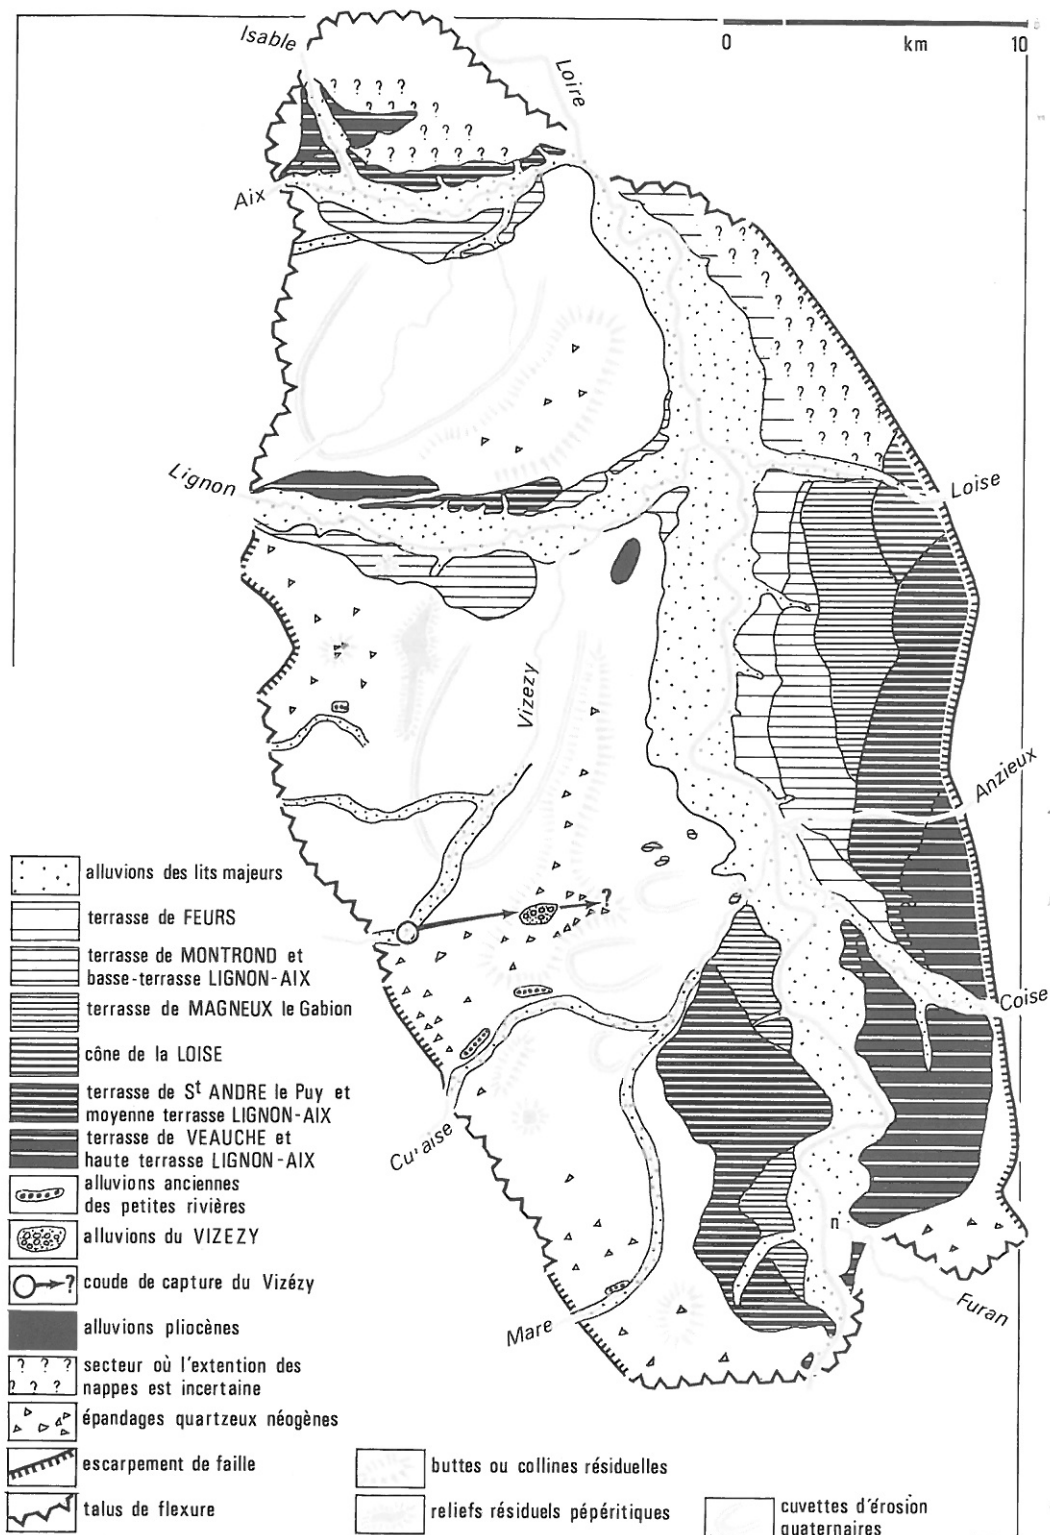 Isable
Loire
0 km 10
Aix
Lignon
Loise
Vizezy
Anzieux
Coise
Cu'aise
Mare
n
Furan
alluvions des lits majeurs
terrasse de FEURS
terrasse de MONTROND et
basse-terrasse LIGNON-AIX
terrasse de MAGNEUX le Gabion
cône de la LOISE
terrasse de St ANDRE le Puy et
moyenne terrasse LIGNON-AIX
terrasse de VEAUCHE et
haute terrasse LIGNON-AIX
alluvions anciennes
des petites rivières
alluvions du VIZEZY
coude de capture du Vizézy
alluvions pliocènes
secteur où l'extention des
nappes est incertaine
épandages quartzeux néogènes
escarpement de faille
talus de flexure
buttes ou collines résiduelles
reliefs résiduels pépéritiques
cuvettes d'érosion
quaternaires